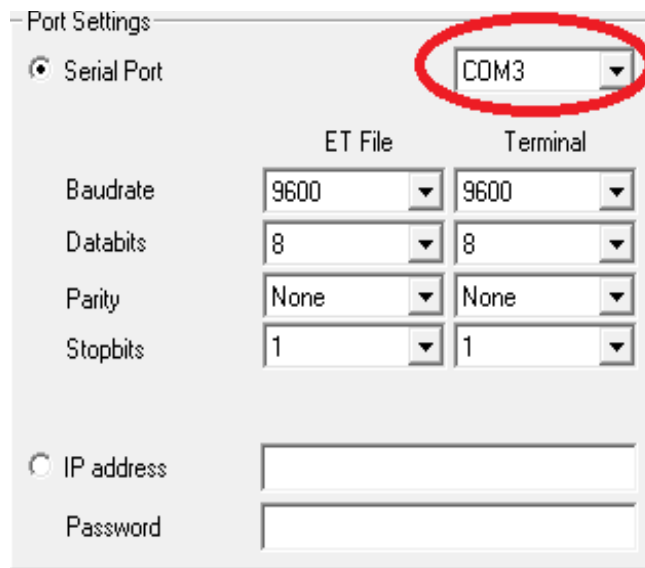 Port Settings
Serial Port COM3
ET File Terminal
Baudrate 9600 9600
Databits 8 8
Parity None None
Stopbits 1 1
IP address
Password